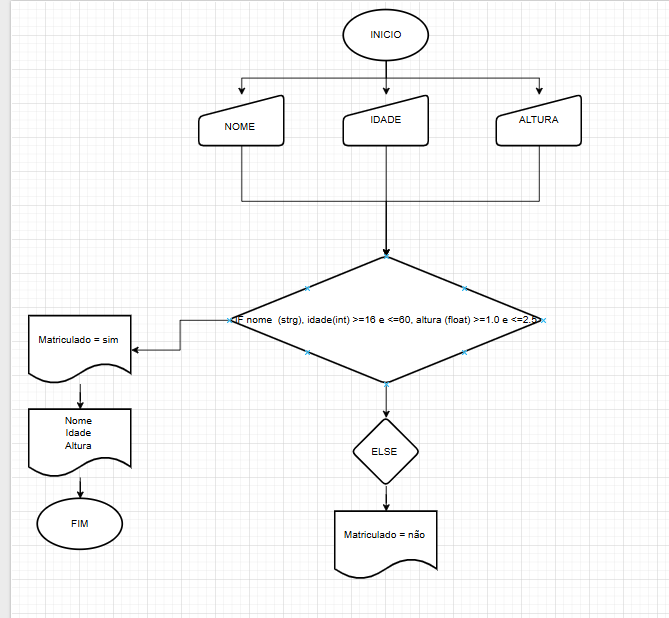 INICIO
NOME
IDADE
ALTURA
IF nome (strg), idade(int) >=16 e <=60, altura (float) >=1.0 e <=2.5
Matriculado = sim
Nome
Idade
Altura
ELSE
FIM
Matriculado = não